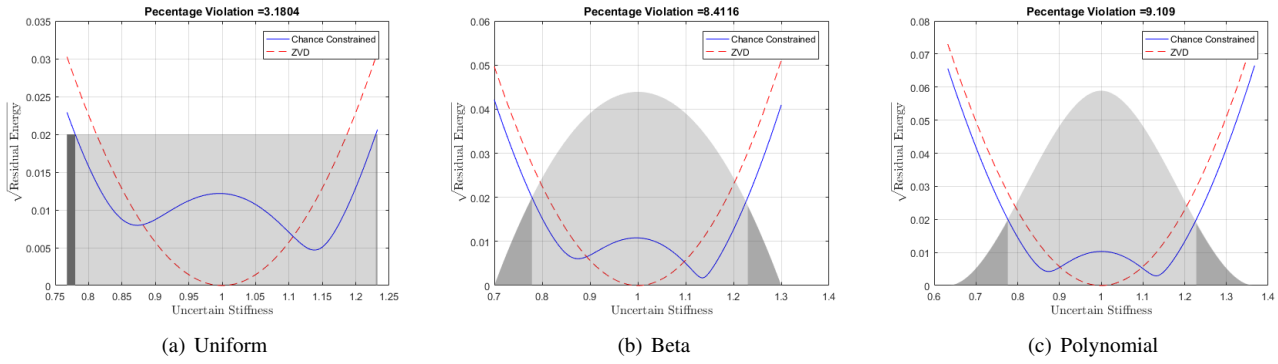 Pecentage Violation =3.1804
0.035
0.03
0.025
0.02
0.015
0.01
0.005
0
√Residual Energy
Chance Constrained
ZVD
0.75 0.8 0.85 0.9 0.95 1 1.05 1.1 1.15 1.2 1.25
Uncertain Stiffness
(a) Uniform
Pecentage Violation =8.4116
0.06
0.05
0.04
0.03
0.02
0.01
0
√Residual Energy
Chance Constrained
ZVD
0.7 0.8 0.9 1 1.1 1.2 1.3 1.4
Uncertain Stiffness
(b) Beta
Pecentage Violation =9.109
0.08
0.07
0.06
0.05
0.04
0.03
0.02
0.01
0
√Residual Energy
Chance Constrained
ZVD
0.6 0.7 0.8 0.9 1 1.1 1.2 1.3 1.4
Uncertain Stiffness
(c) Polynomial